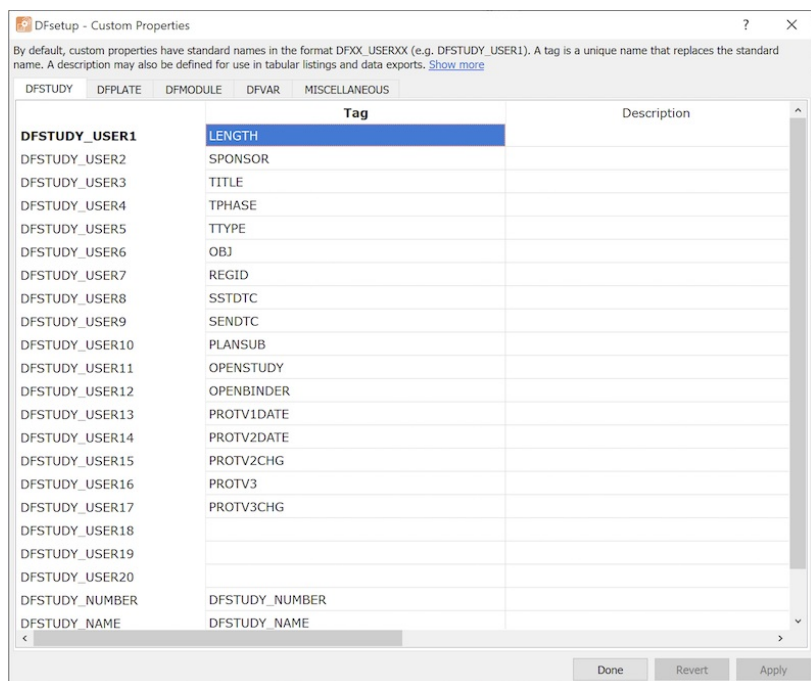 DFsetup - Custom Properties ? ×
By default, custom properties have standard names in the format DFXX_USERXX (e.g. DFSTUDY_USER1). A tag is a unique name that replaces the standard
name. A description may also be defined for use in tabular listings and data exports. Show more
DFSTUDY DFPLATE DFMODULE DFVAR MISCELLANEOUS
Tag Description
DFSTUDY_USER1 LENGTH
DFSTUDY_USER2 SPONSOR
DFSTUDY_USER3 TITLE
DFSTUDY_USER4 TPHASE
DFSTUDY_USER5 TTYPE
DFSTUDY_USER6 OBJ
DFSTUDY_USER7 REGID
DFSTUDY_USER8 SSTDTC
DFSTUDY_USER9 SENDTC
DFSTUDY_USER10 PLANSUB
DFSTUDY_USER11 OPENSTUDY
DFSTUDY_USER12 OPENBINDER
DFSTUDY_USER13 PROTV1DATE
DFSTUDY_USER14 PROTV2DATE
DFSTUDY_USER15 PROTV2CHG
DFSTUDY_USER16 PROTV3
DFSTUDY_USER17 PROTV3CHG
DFSTUDY_USER18
DFSTUDY_USER19
DFSTUDY_USER20
DFSTUDY_NUMBER DFSTUDY_NUMBER
DFSTUDY_NAME DFSTUDY_NAME
Done Revert Apply